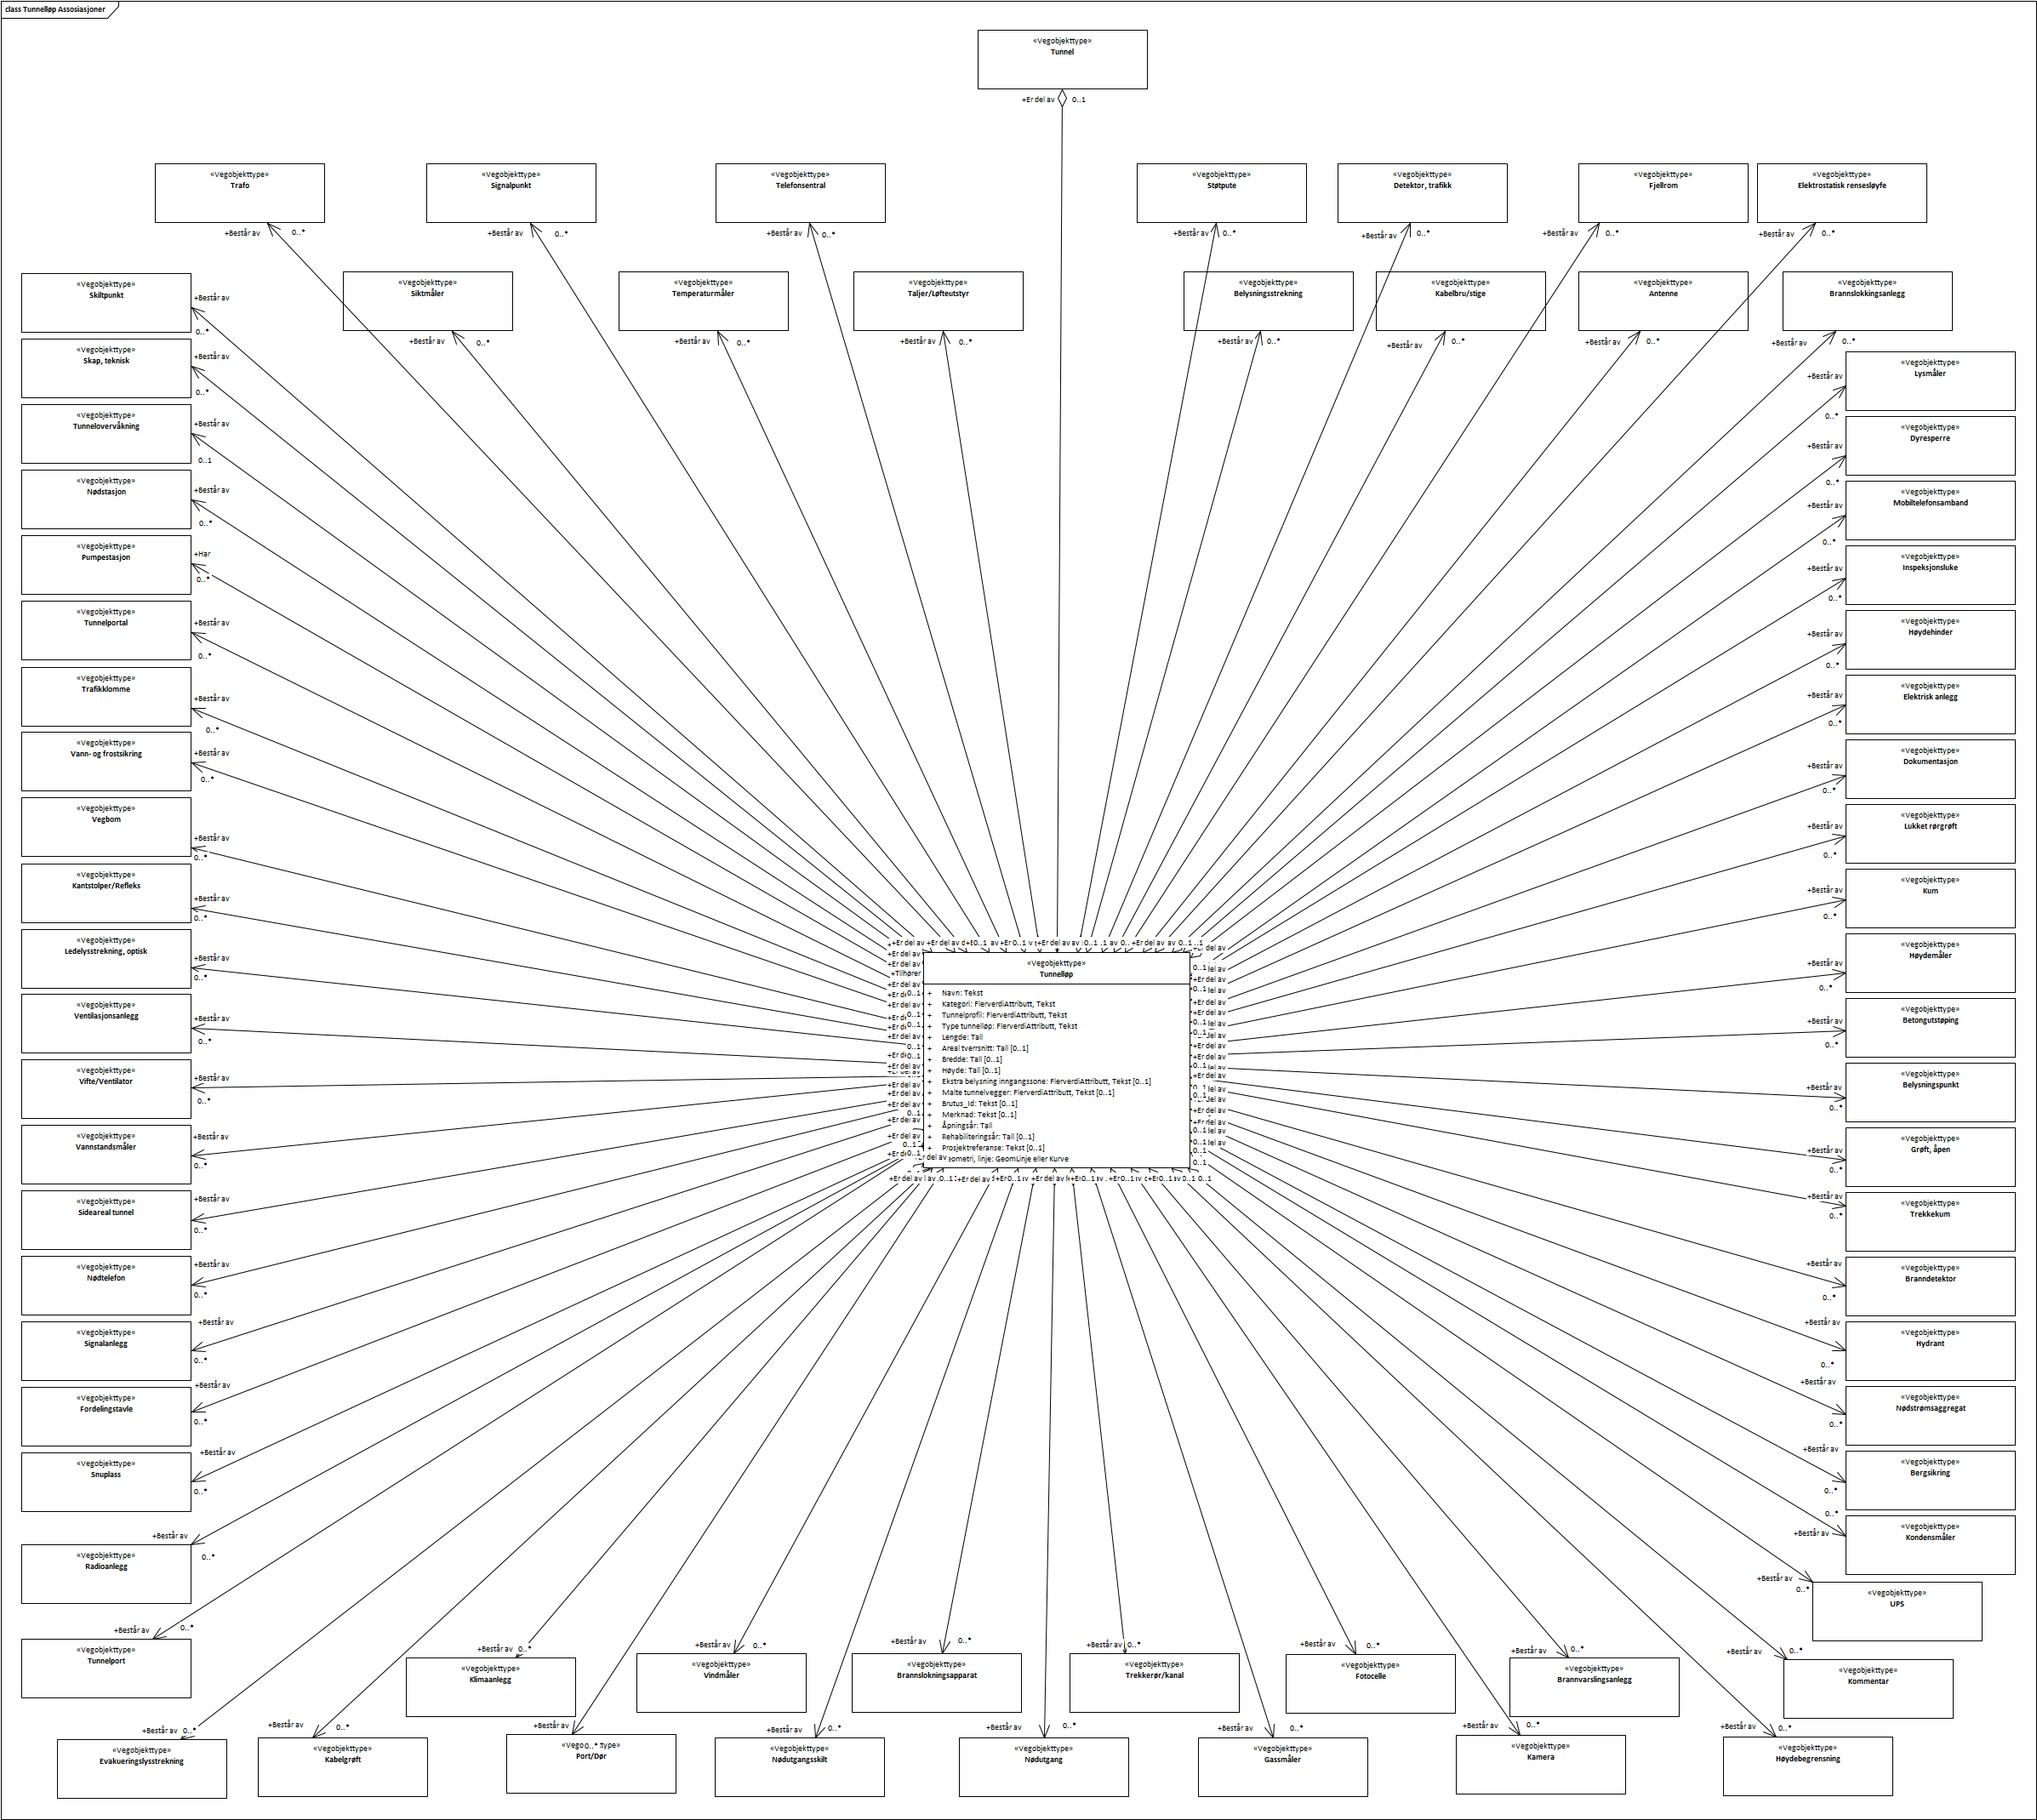 class Tunnelløp Assosiasjoner
«Vegobjekttype»
Tunnel
+Er del av
0..1
«Vegobjekttype»
Trafo
+Består av
0..*
«Vegobjekttype»
Signalpunkt
+Består av
0..*
«Vegobjekttype»
Telefonsentral
+Består av
0..*
«Vegobjekttype»
Støtpute
+Består av
0..*
«Vegobjekttype»
Detektor, trafikk
+Består av
0..*
«Vegobjekttype»
Fjellrom
+Består av
0..*
«Vegobjekttype»
Elektrostatisk rensesløyfe
+Består av
0..*
«Vegobjekttype»
Siktmåler
+Består av
0..*
«Vegobjekttype»
Temperaturmåler
+Består av
0..*
«Vegobjekttype»
Taljer/Løfteutstyr
+Består av
0..*
«Vegobjekttype»
Belysningsstrekning
+Består av
0..*
«Vegobjekttype»
Kabelbru/stige
+Består av
0..*
«Vegobjekttype»
Antenne
+Består av
0..*
«Vegobjekttype»
Brannslokkingsanlegg
+Består av
0..*
«Vegobjekttype»
Skiltpunkt
+Består av
0..*
«Vegobjekttype»
Skap, teknisk
+Består av
0..*
«Vegobjekttype»
Tunnelovervåkning
+Består av
0..1
«Vegobjekttype»
Nødstasjon
+Består av
0..*
«Vegobjekttype»
Pumpestasjon
+Har
0..*
«Vegobjekttype»
Tunnelportal
+Består av
0..*
«Vegobjekttype»
Trafikklomme
+Består av
0..*
«Vegobjekttype»
Vann- og frostsikring
+Består av
0..*
«Vegobjekttype»
Vegbom
+Består av
0..*
«Vegobjekttype»
Kantstolper/Refleks
+Består av
0..*
«Vegobjekttype»
Ledelysstrekning, optisk
+Består av
0..*
«Vegobjekttype»
Ventilasjonsanlegg
+Består av
0..*
«Vegobjekttype»
Vifte/Ventilator
+Består av
0..*
«Vegobjekttype»
Vannstandsmåler
+Består av
0..*
«Vegobjekttype»
Sideareal tunnel
+Består av
0..*
«Vegobjekttype»
Nødtelefon
+Består av
0..*
«Vegobjekttype»
Signalanlegg
+Består av
0..*
«Vegobjekttype»
Fordelingstavle
+Består av
0..*
«Vegobjekttype»
Snuplass
+Består av
0..*
«Vegobjekttype»
Radioanlegg
+Består av
0..*
«Vegobjekttype»
Tunnelport
+Består av
0..*
«Vegobjekttype»
Lysmåler
+Består av
0..*
«Vegobjekttype»
Dyresperre
+Består av
0..*
«Vegobjekttype»
Mobiltelefonsamband
+Består av
0..*
«Vegobjekttype»
Inspeksjonsluke
+Består av
0..*
«Vegobjekttype»
Høydehinder
+Består av
0..*
«Vegobjekttype»
Elektrisk anlegg
+Består av
0..*
«Vegobjekttype»
Dokumentasjon
+Består av
0..*
«Vegobjekttype»
Lukket rørgrøft
+Består av
0..*
«Vegobjekttype»
Kum
+Består av
0..*
«Vegobjekttype»
Høydemåler
+Består av
0..*
«Vegobjekttype»
Betongutstøping
+Består av
0..*
«Vegobjekttype»
Belysningspunkt
+Består av
0..*
«Vegobjekttype»
Grøft, åpen
+Består av
0..*
«Vegobjekttype»
Trekkekum
+Består av
0..*
«Vegobjekttype»
Branndetektor
+Består av
0..*
«Vegobjekttype»
Hydrant
+Består av
0..*
«Vegobjekttype»
Nødstrømsaggregat
+Består av
0..*
«Vegobjekttype»
Bergsikring
+Består av
0..*
«Vegobjekttype»
Kondensmåler
+Består av
0..*
«Vegobjekttype»
UPS
+Består av
0..*
+Tilhører
«Vegobjekttype»
Tunnelløp
+ Navn: Tekst
+ Kategori: FlerverdiAttributt, Tekst
+ Tunnelprofil: FlerverdiAttributt, Tekst
+ Type tunnelløp: FlerverdiAttributt, Tekst
+ Lengde: Tall
+ Areal tverrsnitt: Tall [0..1]
+ Bredde: Tall [0..1]
+ Høyde: Tall [0..1]
+ Ekstra belysning inngangssone: FlerverdiAttributt, Tekst [0..1]
+ Malte tunnelvegger: FlerverdiAttributt, Tekst [0..1]
+ Brutus_Id: Tekst [0..1]
+ Merknad: Tekst [0..1]
+ Åpningsår: Tall
+ Rehabiliteringsår: Tall [0..1]
+ Prosjektreferanse: Tekst [0..1]
linje: GeomLinje eller Kurve
«Vegobjekttype»
Klimaanlegg
+Består av
0..*
«Vegobjekttype»
Vindmåler
+Består av
0..*
«Vegobjekttype»
Brannslokningsapparat
+Består av
0..*
«Vegobjekttype»
Trekkerør/kanal
+Består av
0..*
«Vegobjekttype»
Fotocelle
+Består av
0..*
«Vegobjekttype»
Brannvarslingsanlegg
+Består av
0..*
«Vegobjekttype»
Kommentar
+Består av
0..*
«Vegobjekttype»
Evakueringslysstrekning
+Består av
0..*
«Vegobjekttype»
Kabelgrøft
+Består av
0..*
Port/Dør
+Består av
0..*
«Vegobjekttype»
Nødutgangsskilt
+Består av
0..*
«Vegobjekttype»
Nødutgang
+Består av
0..*
«Vegobjekttype»
Gassmåler
+Består av
0..*
«Vegobjekttype»
Kamera
+Består av
0..*
«Vegobjekttype»
Høydebegrensning
+Består av
0..*